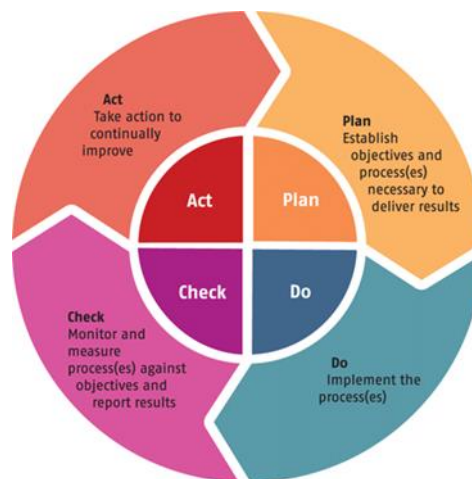 Act
Take action to
continually
improve
Plan
Establish
objectives and
process(es)
necessary to
deliver results
Act
Plan
Check
Do
Check
Monitor and
measure
process(es) against
objectives and
report results
Do
Implement the
process(es)